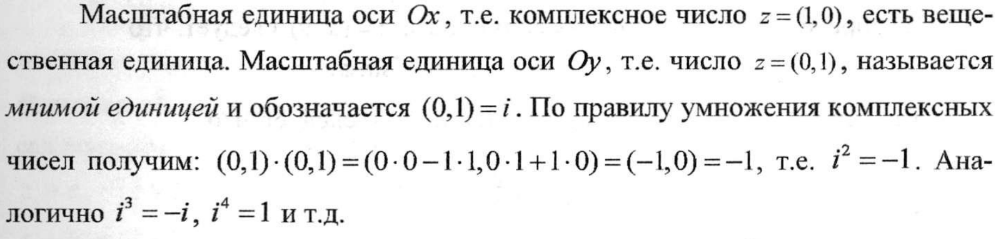 Масштабная единица оси Ox, т.е. комплексное число z = (1,0), есть веще-
ственная единица. Масштабная единица оси Oy, т.е. число z = (0,1), называется
мнимой единицей и обозначается (0,1) = i. По правилу умножения комплексных
чисел получим: (0,1)·(0,1) = (0·0−1·1,0·1+1·0) = (−1,0) = −1, т.е. i² = −1. Ана-
логично i³ = −i, i⁴ = 1 и т.д.